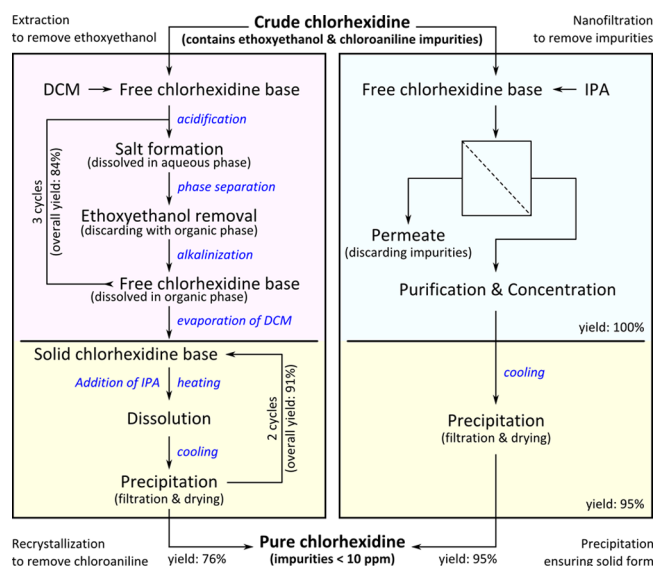 Extraction
to remove ethoxyethanol
Crude chlorhexidine
(contains ethoxyethanol & chloroaniline impurities)
Nanofiltration
to remove impurities
DCM
Free chlorhexidine base
acidification
Salt formation
(dissolved in aqueous phase)
phase separation
Ethoxyethanol removal
(discarding with organic phase)
alkalinization
Free chlorhexidine base
(dissolved in organic phase)
evaporation of DCM
3 cycles
(overall yield: 84%)
Solid chlorhexidine base
Addition of IPA
heating
Dissolution
cooling
Precipitation
(filtration & drying)
2 cycles
(overall yield: 91%)
Free chlorhexidine base
IPA
Permeate
(discarding impurities)
Purification & Concentration
yield: 100%
cooling
Precipitation
(filtration & drying)
yield: 95%
Recrystallization
to remove chloroaniline
yield: 76%
Pure chlorhexidine
(impurities < 10 ppm)
yield: 95%
Precipitation
ensuring solid form